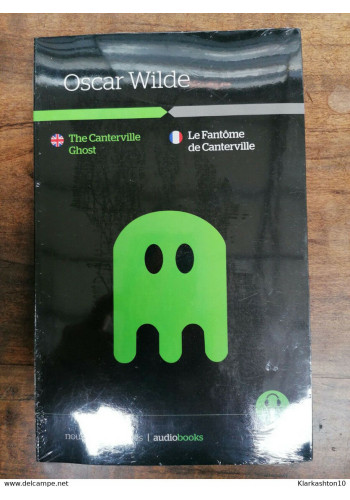 Oscar Wilde
The Canterville
Ghost
Le Fantôme
de Canterville
| audiobooks
www.delcampe.net
Klarkashton10